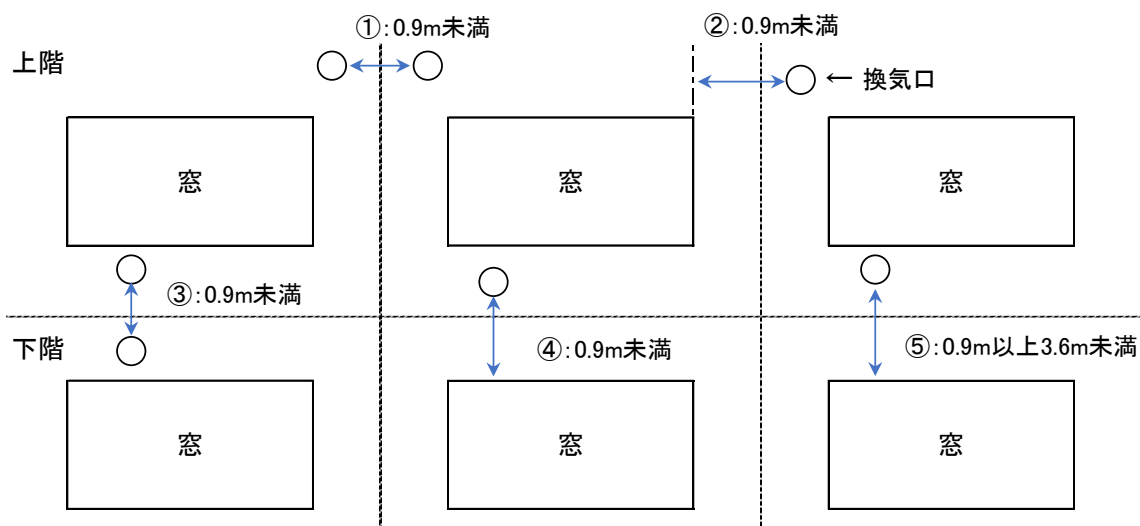 ①:0.9m未満
②:0.9m未満
上階
← 換気口
窓
窓
窓
③:0.9m未満
下階
④:0.9m未満
⑤:0.9m以上3.6m未満
窓
窓
窓